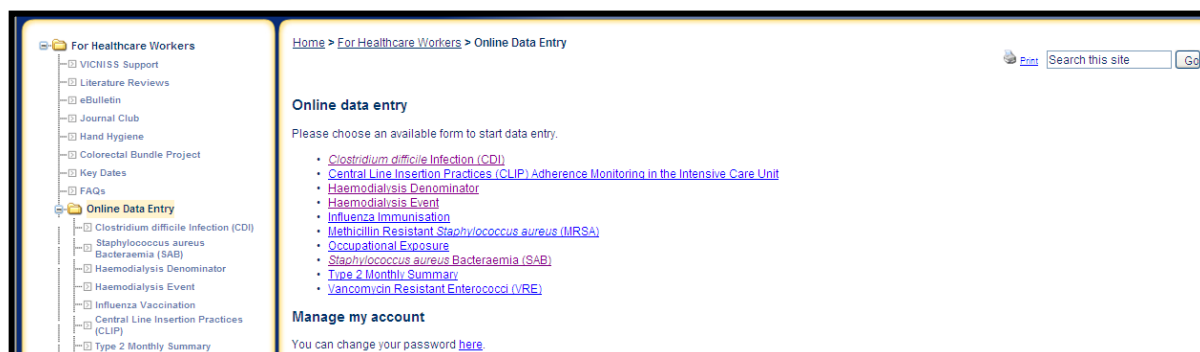 For Healthcare Workers
VICNISS Support
Literature Reviews
eBulletin
Journal Club
Hand Hygiene
Colorectal Bundle Project
Key Dates
FAQs
Online Data Entry
Clostridium difficile Infection (CDI)
Staphylococcus aureus
Bacteraemia (SAB)
Haemodialysis Denominator
Haemodialysis Event
Influenza Vaccination
Central Line Insertion Practices
(CLIP)
Type 2 Monthly Summary
Home > For Healthcare Workers > Online Data Entry
Print Search this site Go
Online data entry
Please choose an available form to start data entry.
• Clostridium difficile Infection (CDI)
• Central Line Insertion Practices (CLIP) Adherence Monitoring in the Intensive Care Unit
• Haemodialysis Denominator
• Haemodialysis Event
• Influenza Immunisation
• Methicillin Resistant Staphylococcus aureus (MRSA)
• Occupational Exposure
• Staphylococcus aureus Bacteraemia (SAB)
• Type 2 Monthly Summary
• Vancomycin Resistant Enterococci (VRE)
Manage my account
You can change your password here.